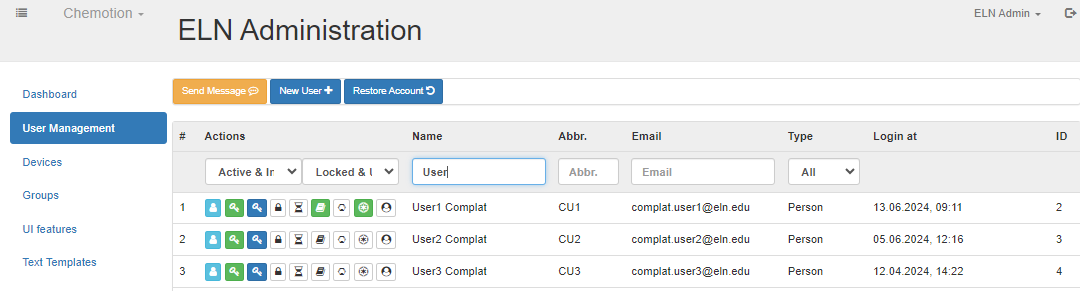 Chemotion
ELN Admin
ELN Administration
Send Message New User Restore Account
Dashboard
User Management
Devices
Groups
UI features
Text Templates
# Actions Name Abbr. Email Type Login at ID
Active & Ir Locked & U User Abbr. Email All
1 User1 Complat CU1 complat.user1@eln.edu Person 13.06.2024, 09:11 2
2 User2 Complat CU2 complat.user2@eln.edu Person 05.06.2024, 12:16 3
3 User3 Complat CU3 complat.user3@eln.edu Person 12.04.2024, 14:22 4